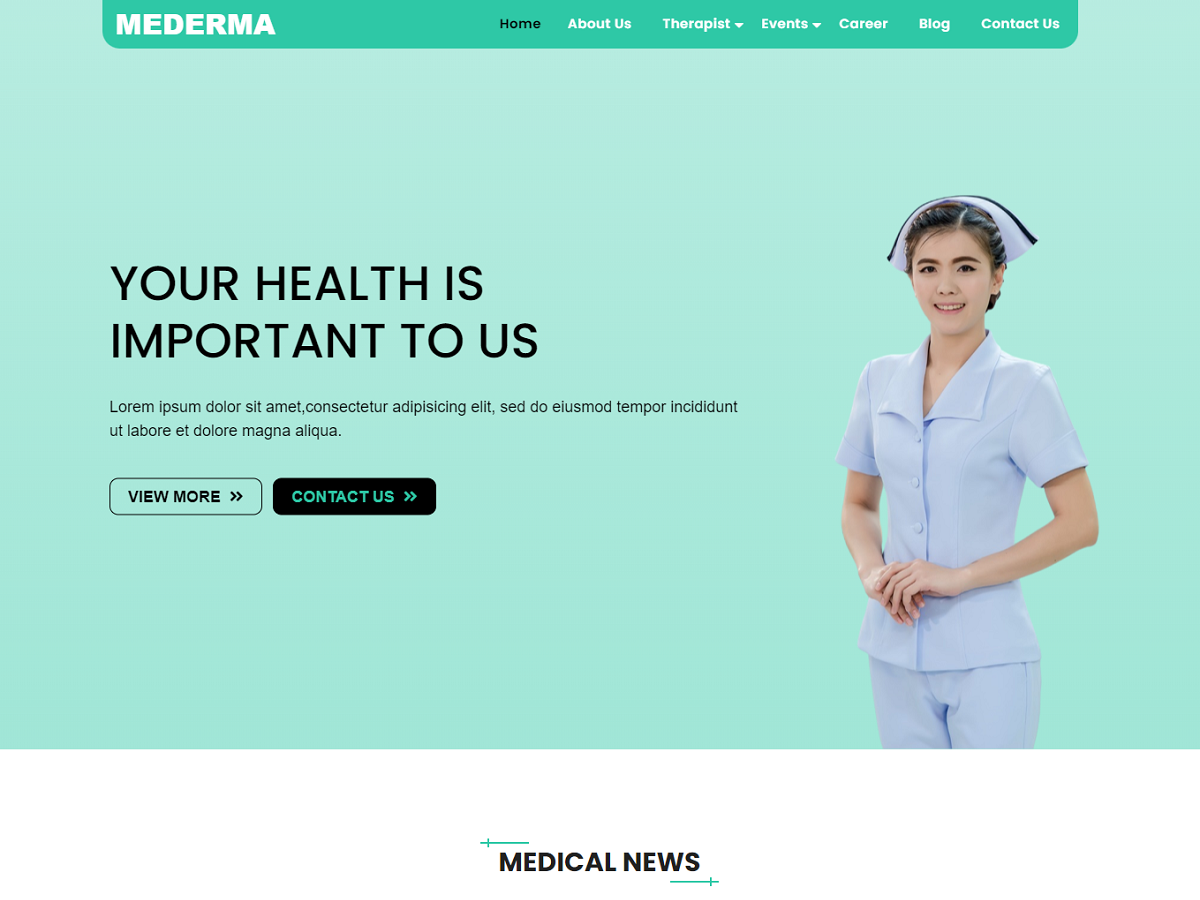 MEDERMA
Home About Us Therapist Events Career Blog Contact Us
YOUR HEALTH IS
IMPORTANT TO US
Lorem ipsum dolor sit amet,consectetur adipisicing elit, sed do eiusmod tempor incididunt
ut labore et dolore magna aliqua.
VIEW MORE CONTACT US
MEDICAL NEWS